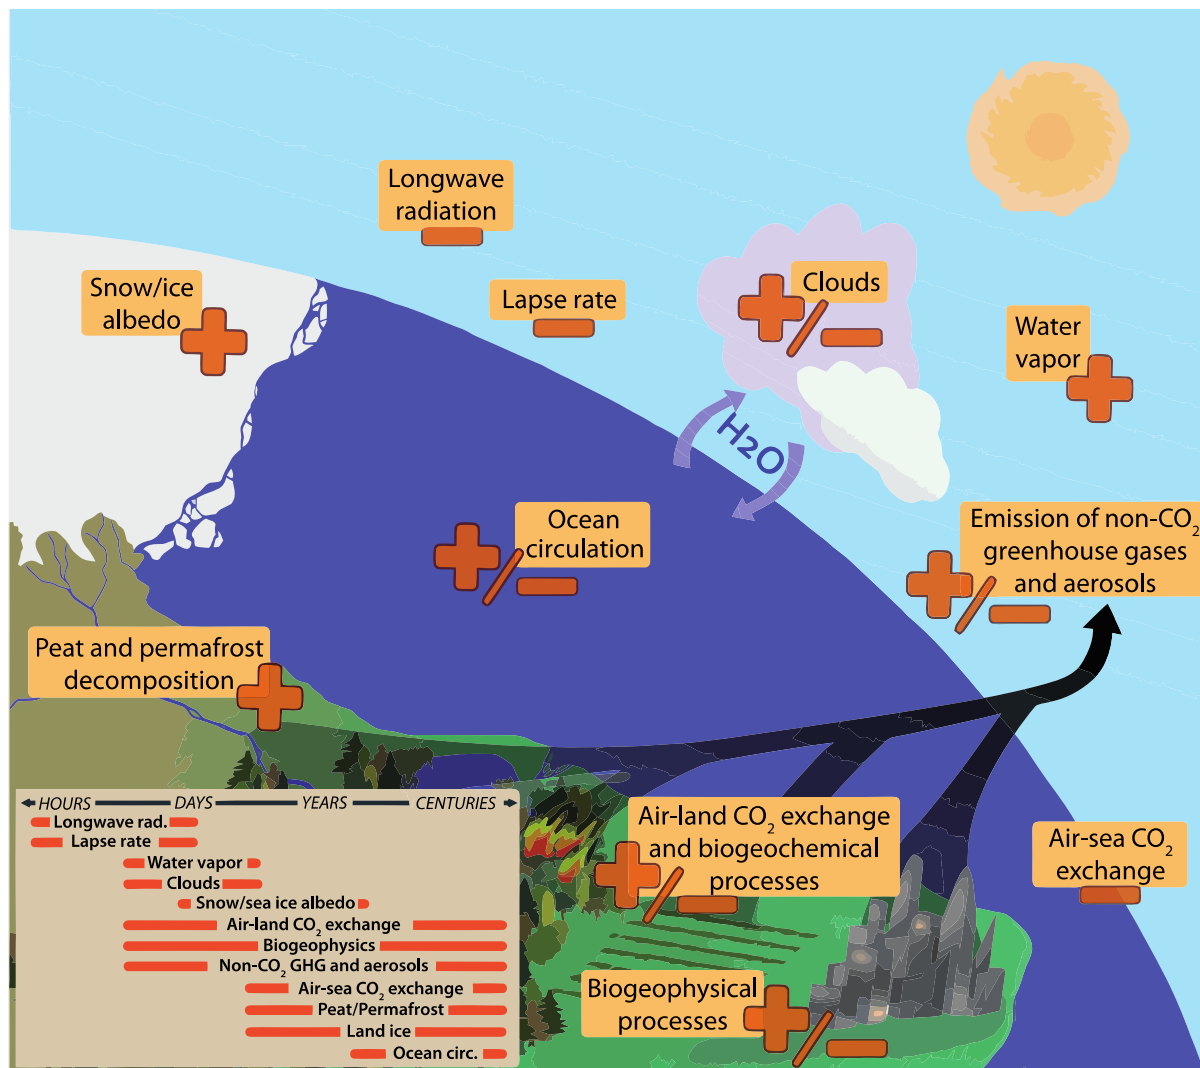 Longwave
radiation
Snow/ice
albedo
Lapse rate
Clouds
Water
vapor
H2O
Ocean
circulation
Emission of non-CO₂
greenhouse gases
and aerosols
Peat and permafrost
decomposition
Air-land CO₂ exchange
and biogeochemical
processes
Air-sea CO₂
exchange
Biogeophysical
processes
HOURS DAYS YEARS CENTURIES
Longwave rad.
Lapse rate
Water vapor
Clouds
Snow/sea ice albedo
Air-land CO₂ exchange
Biogeophysics
Non-CO₂ GHG and aerosols
Air-sea CO₂ exchange
Peat/Permafrost
Land ice
Ocean circ.